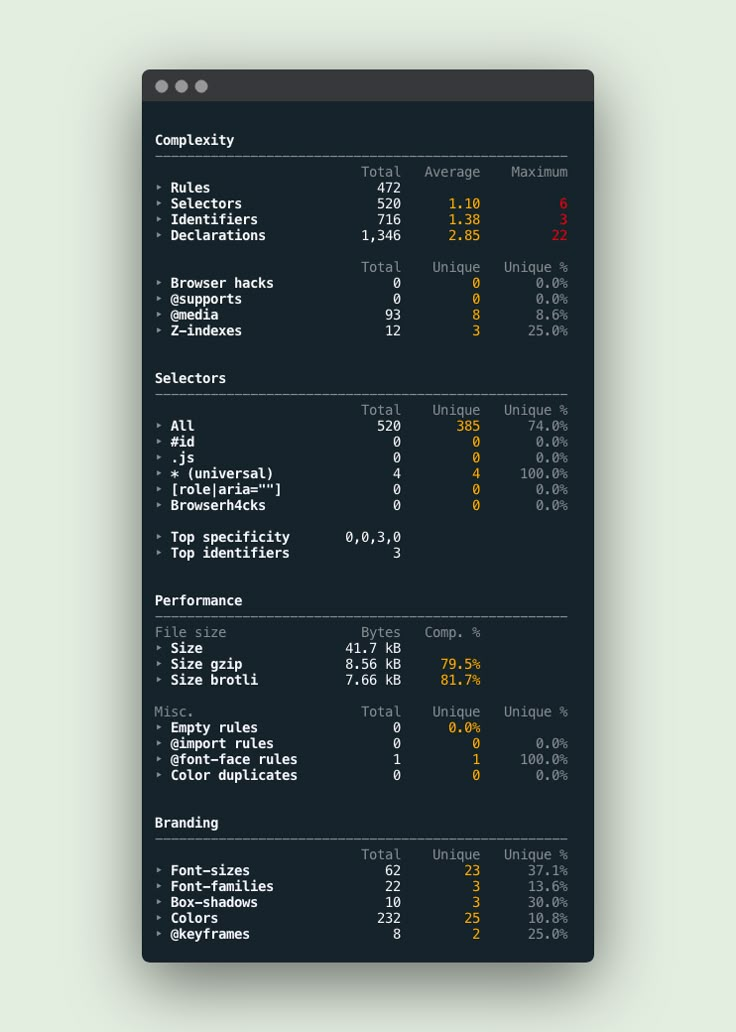 Complexity
Total Average Maximum
▸ Rules 472
▸ Selectors 520 1.10 6
▸ Identifiers 716 1.38 3
▸ Declarations 1,346 2.85 22
Total Unique Unique %
▸ Browser hacks 0 0 0.0%
▸ @supports 0 0 0.0%
▸ @media 93 8 8.6%
▸ Z-indexes 12 3 25.0%
Selectors
Total Unique Unique %
▸ All 520 385 74.0%
▸ #id 0 0 0.0%
▸ .js 0 0 0.0%
▸ * (universal) 4 4 100.0%
▸ [role|aria=""] 0 0 0.0%
▸ Browserh4cks 0 0 0.0%
▸ Top specificity 0,0,3,0
▸ Top identifiers 3
Performance
File size Bytes Comp. %
▸ Size 41.7 kB
▸ Size gzip 8.56 kB 79.5%
▸ Size brotli 7.66 kB 81.7%
Misc. Total Unique Unique %
▸ Empty rules 0 0.0%
▸ @import rules 0 0 0.0%
▸ @font-face rules 1 1 100.0%
▸ Color duplicates 0 0 0.0%
Branding
Total Unique Unique %
▸ Font-sizes 62 23 37.1%
▸ Font-families 22 3 13.6%
▸ Box-shadows 10 3 30.0%
▸ Colors 232 25 10.8%
▸ @keyframes 8 2 25.0%